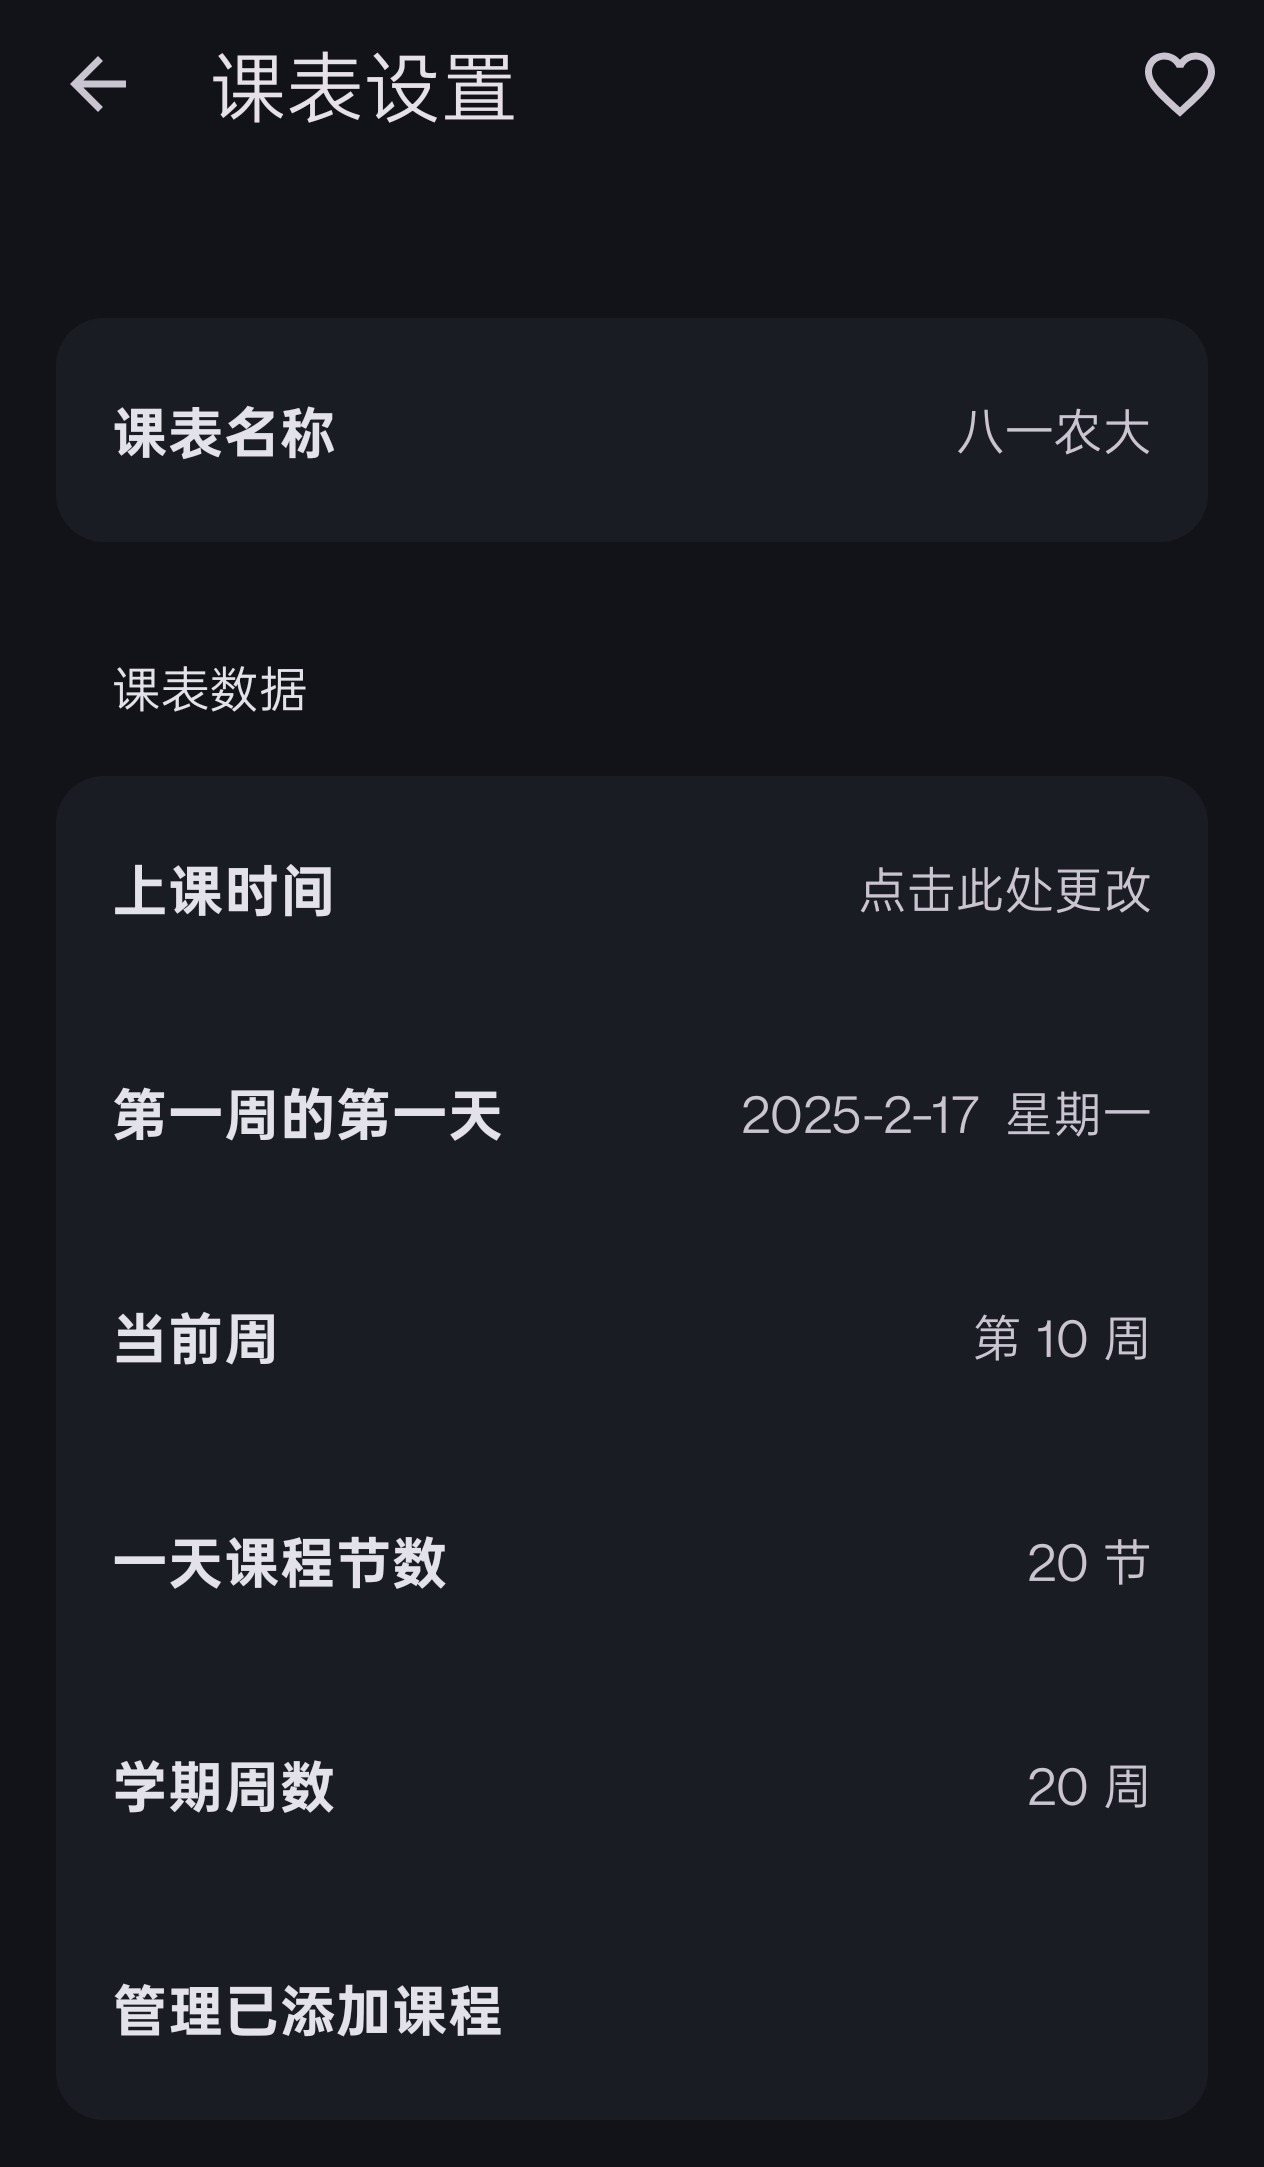 课表设置
课表名称 八一农大
课表数据
上课时间 点击此处更改
第一周的第一天 2025-2-17 星期一
当前周 第 10 周
一天课程节数 20 节
学期周数 20 周
管理已添加课程